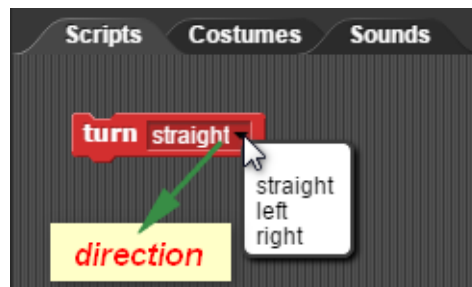 Scripts Costumes Sounds
turn straight
straight
left
right
direction